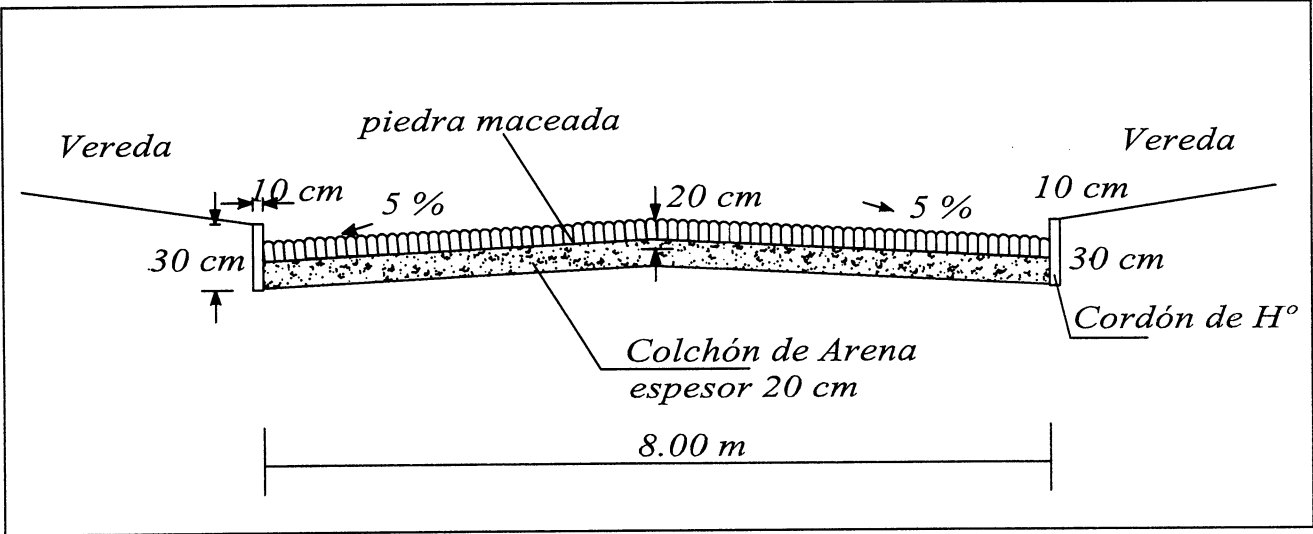 piedra maceada
Vereda
Vereda
10 cm
5 %
20 cm
5 %
10 cm
30 cm
30 cm
Cordón de Hº
Colchón de Arena
espesor 20 cm
8.00 m